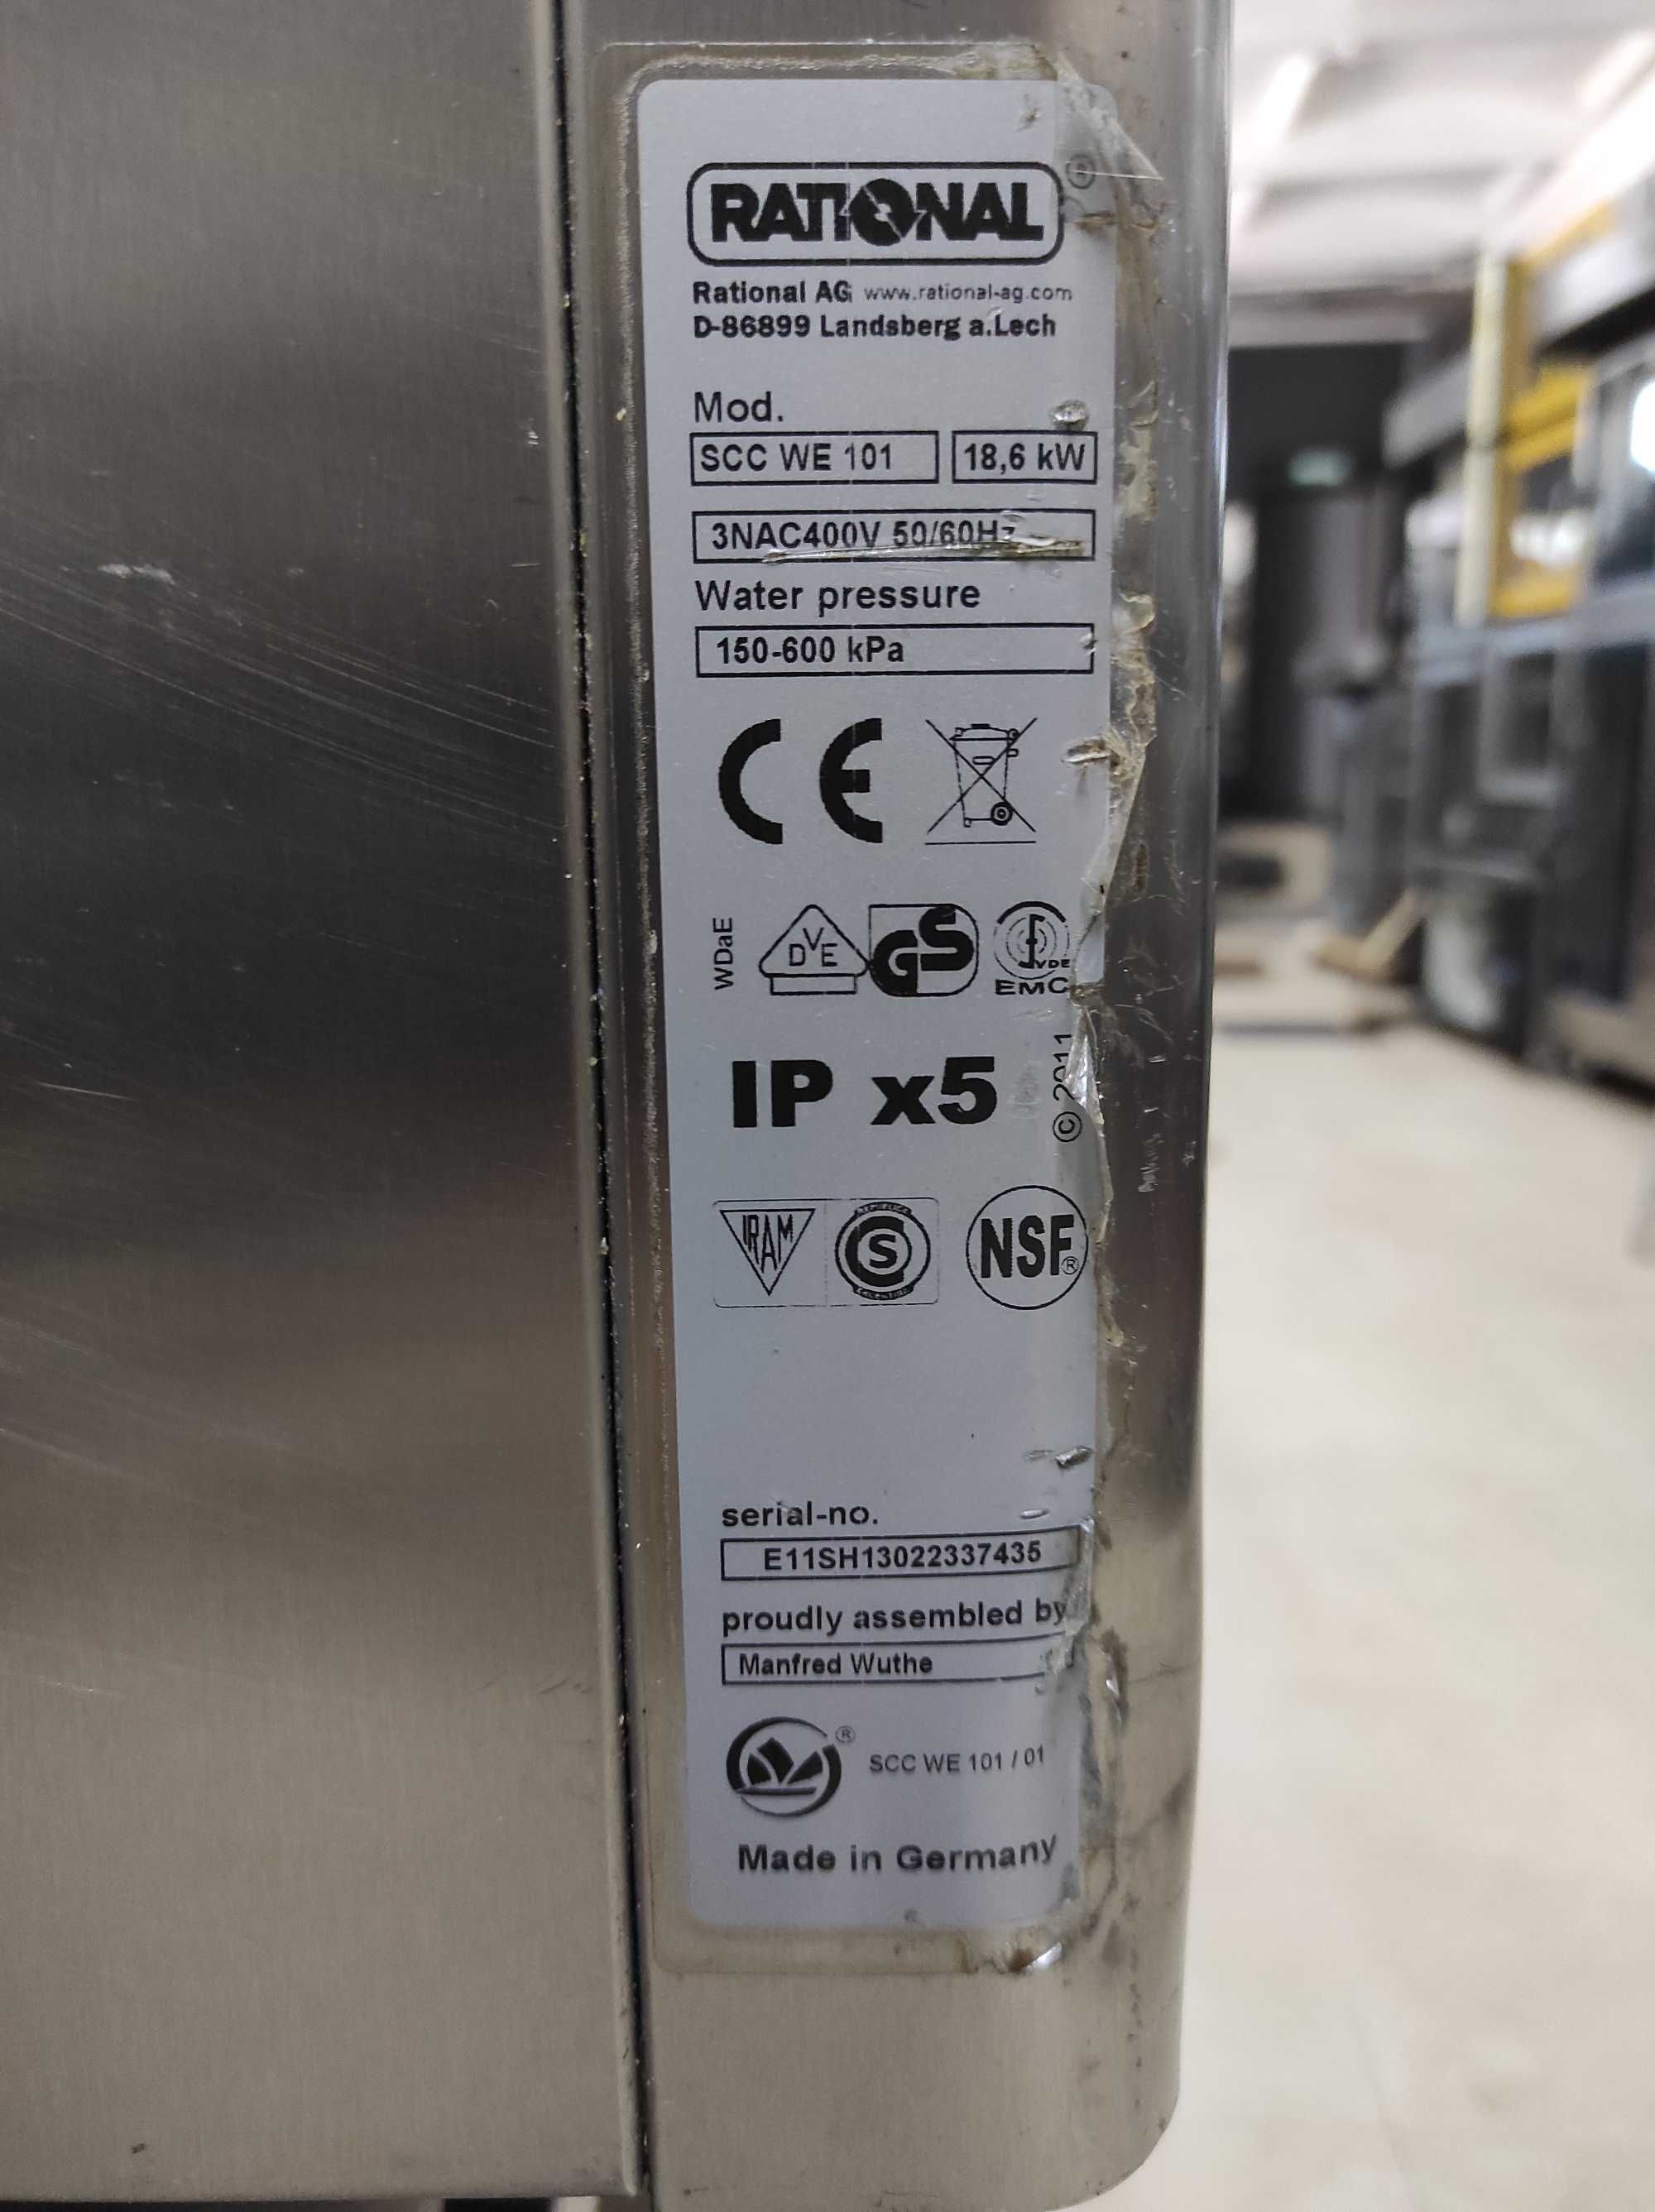 RATIONAL®
Rational AG www.rational-ag.com
D-86899 Landsberg a.Lech
Mod.
SCC WE 101 18,6 kW
3NAC400V 50/60Hz
Water pressure
150-600 kPa
CE
WDaE DVE GS VDE
EMC
IP x5
© 2011
IRAM S NSF®
serial-no.
E11SH13022337435
proudly assembled by
Manfred Wuthe
® SCC WE 101 / 01
Made in Germany